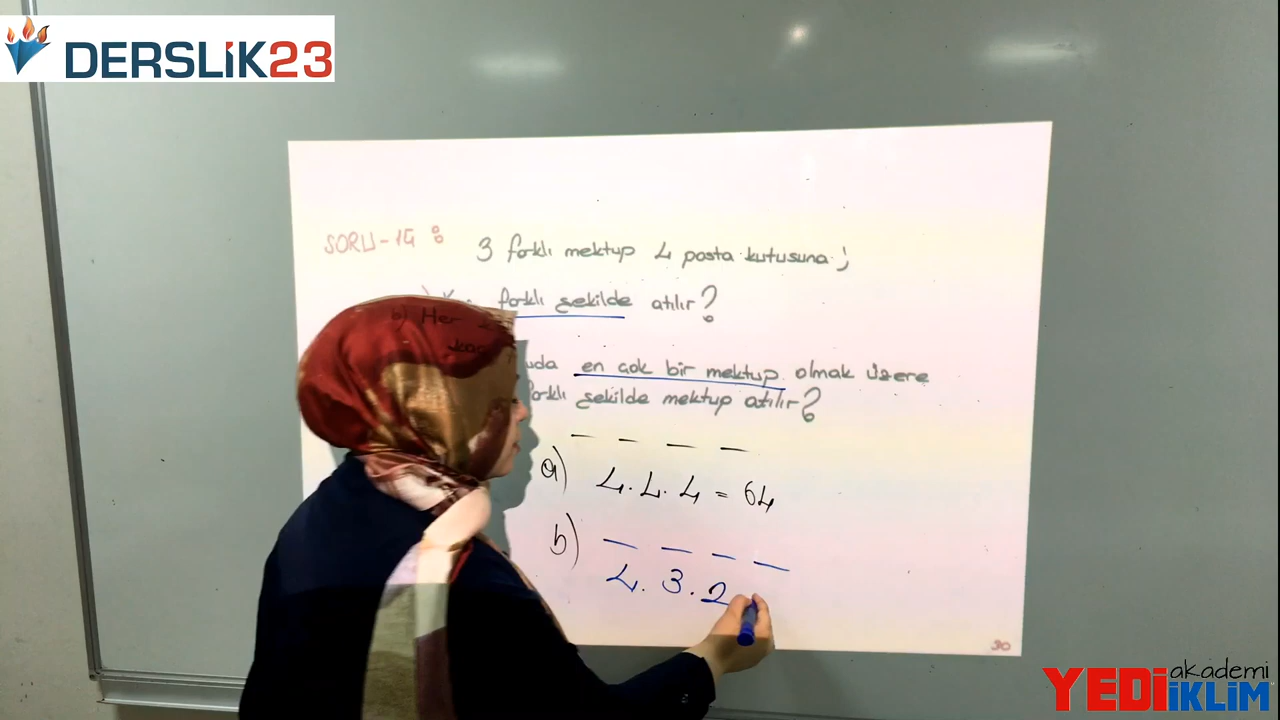 DERSLİK23
SORU-19: 3 farklı mektup 4 posta kutusuna;
farklı şekilde atılır?
b) Her
uda en çok bir mektup olmak üzere
farklı şekilde mektup atılır?
a)
4.4.4 = 64
b)
4.3.2
30
YEDİ İKLİM akademi